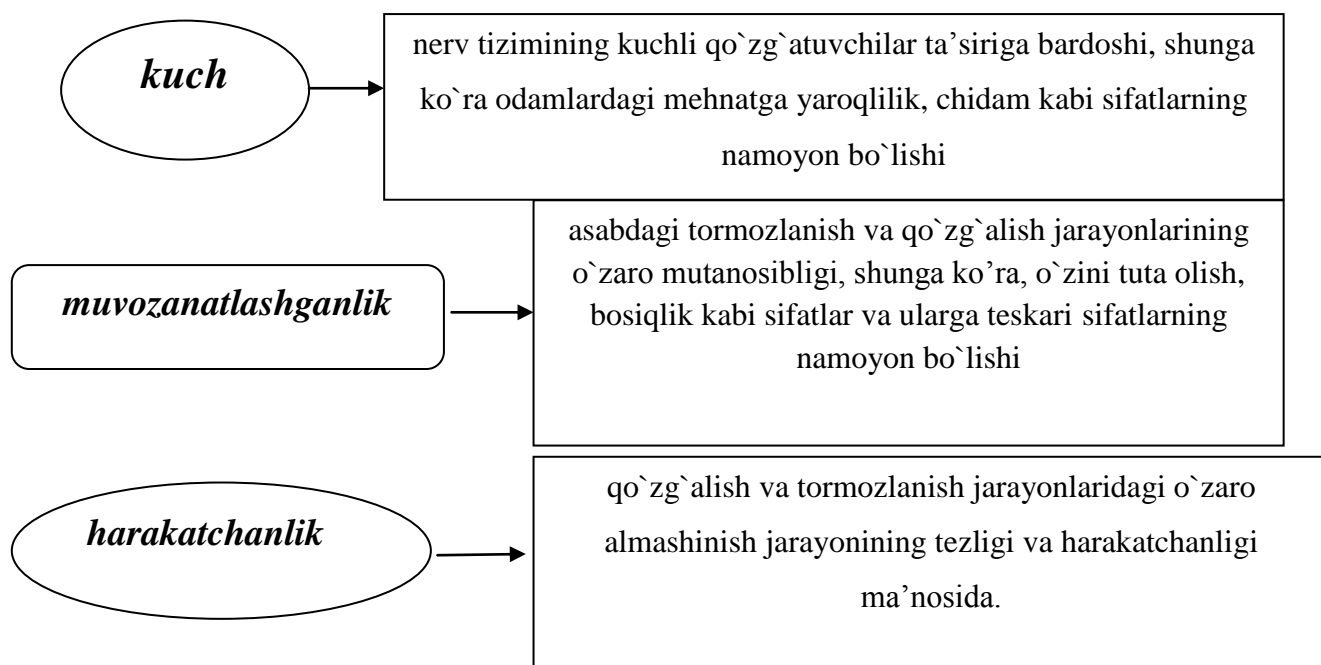 kuch
nerv tizimining kuchli qo`zg`atuvchilar ta’siriga bardoshi, shunga
ko`ra odamlardagi mehnatga yaroqlilik, chidam kabi sifatlarning
namoyon bo`lishi
muvozanatlashganlik
asabdagi tormozlanish va qo`zg`alish jarayonlarining
o`zaro mutanosibligi, shunga ko’ra, o`zini tuta olish,
bosiqlik kabi sifatlar va ularga teskari sifatlarning
namoyon bo`lishi
harakatchanlik
qo`zg`alish va tormozlanish jarayonlaridagi o`zaro
almashinish jarayonining tezligi va harakatchanligi
ma’nosida.